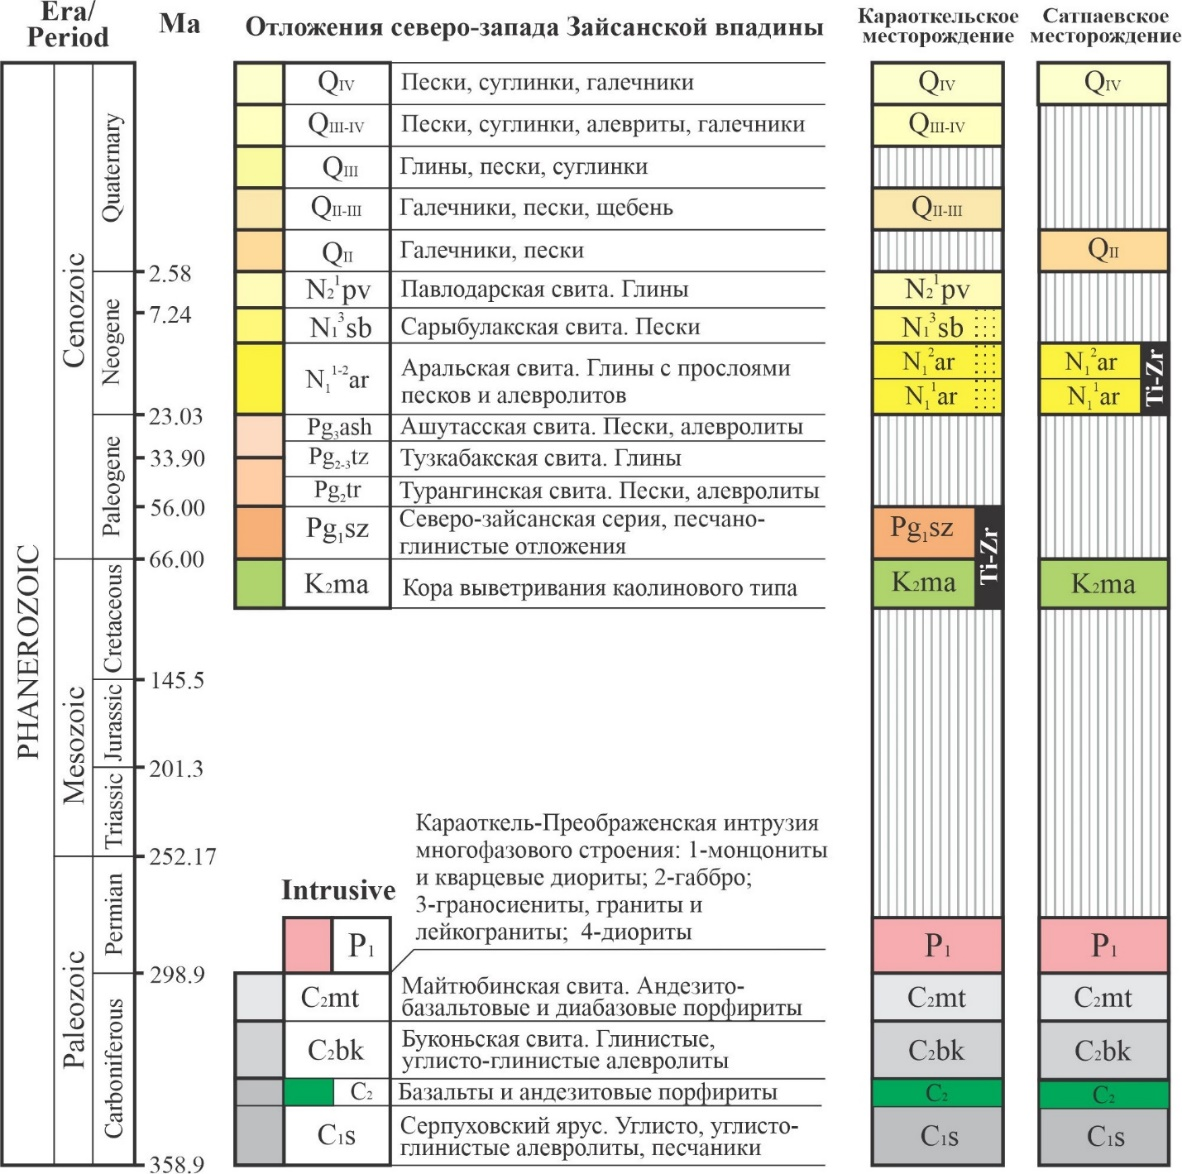 Era/
Period
Ma
Отложения северо-запада Зайсанской впадины
Караоткельское
месторождение
Сатпаевское
месторождение
PHANEROZOIC
Cenozoic
Mesozoic
Paleozoic
Quaternary
Neogene
Paleogene
Cretaceous
Jurassic
Triassic
Permian
Carboniferous
2.58
7.24
23.03
33.90
56.00
66.00
145.5
201.3
252.17
298.9
358.9
QIV Пески, суглинки, галечники
QIII-IV Пески, суглинки, алевриты, галечники
QIII Глины, пески, суглинки
QII-III Галечники, пески, щебень
QII Галечники, пески
N₂¹pv Павлодарская свита. Глины
N₁³sb Сарыбулакская свита. Пески
N₁¹⁻²ar Аральская свита. Глины с прослоями
песков и алевролитов
Pg₃ash Ашутасская свита. Пески, алевролиты
Pg₂₋₃tz Тузкабакская свита. Глины
Pg₂tr Турангинская свита. Пески, алевролиты
Pg₁sz Северо-зайсанская серия, песчано-
глинистые отложения
K₂ma Кора выветривания каолинового типа
Караоткель-Преображенская интрузия
многофазового строения: 1-монцониты
и кварцевые диориты; 2-габбро;
3-граносиениты, граниты и
лейкограниты; 4-диориты
Intrusive
P₁
C₂mt Майтюбинская свита. Андезито-
базальтовые и диабазовые порфириты
C₂bk Буконьская свита. Глинистые,
углисто-глинистые алевролиты
C₂ Базальты и андезитовые порфириты
C₁s Серпуховский ярус. Углисто, углисто-
глинистые алевролиты, песчаники
QIV
QIII-IV
QII-III
N₂¹pv
N₁³sb
N₁²ar
N₁¹ar
Pg₁sz
K₂ma
Ti-Zr
P₁
C₂mt
C₂bk
C₂
C₁s
QIV
QII
N₁²ar
N₁¹ar
Ti-Zr
K₂ma
P₁
C₂mt
C₂bk
C₂
C₁s